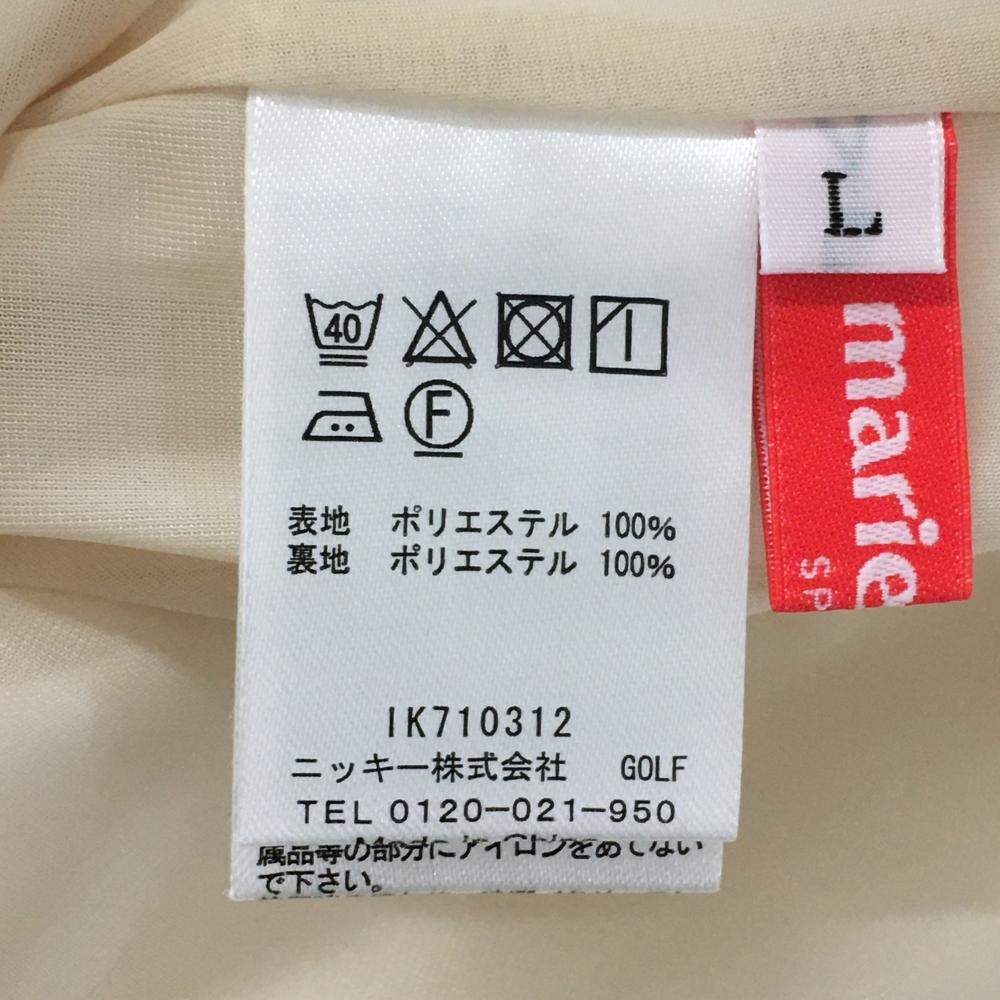 L
marie
SP
40
F
表地 ポリエステル 100%
裏地 ポリエステル 100%
IK710312
ニッキー株式会社 GOLF
TEL 0120-021-950
属品等の部分にアイロンをあてない
で下さい。